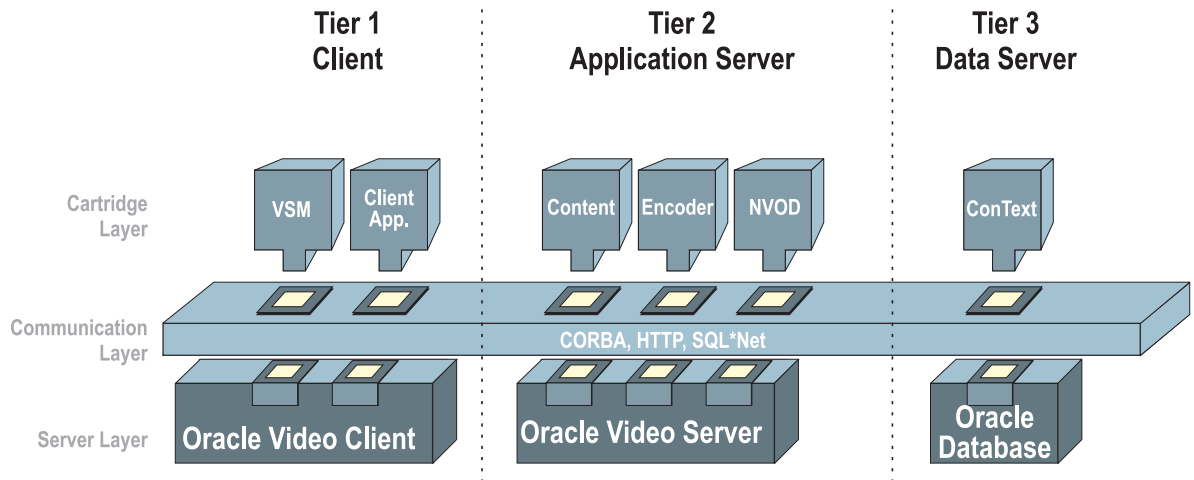 Tier 1
Client
Tier 2
Application Server
Tier 3
Data Server
Cartridge
Layer
VSM
Client
App.
Content
Encoder
NVOD
ConText
Communication
Layer
CORBA, HTTP, SQL*Net
Server Layer
Oracle Video Client
Oracle Video Server
Oracle
Database